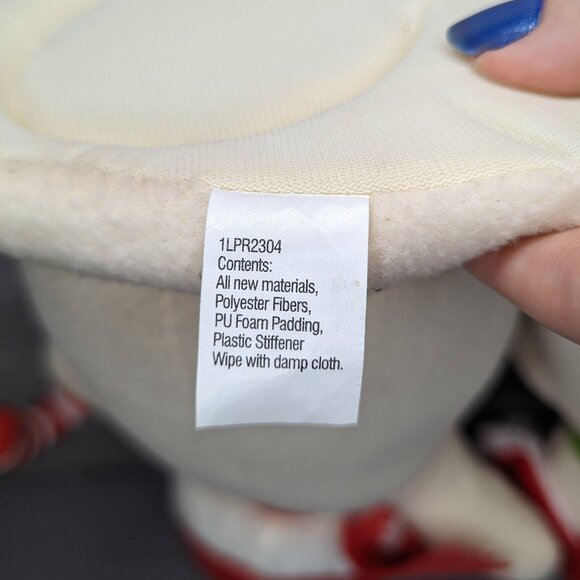 1LPR2304
Contents:
All new materials,
Polyester Fibers,
PU Foam Padding,
Plastic Stiffener
Wipe with damp cloth.